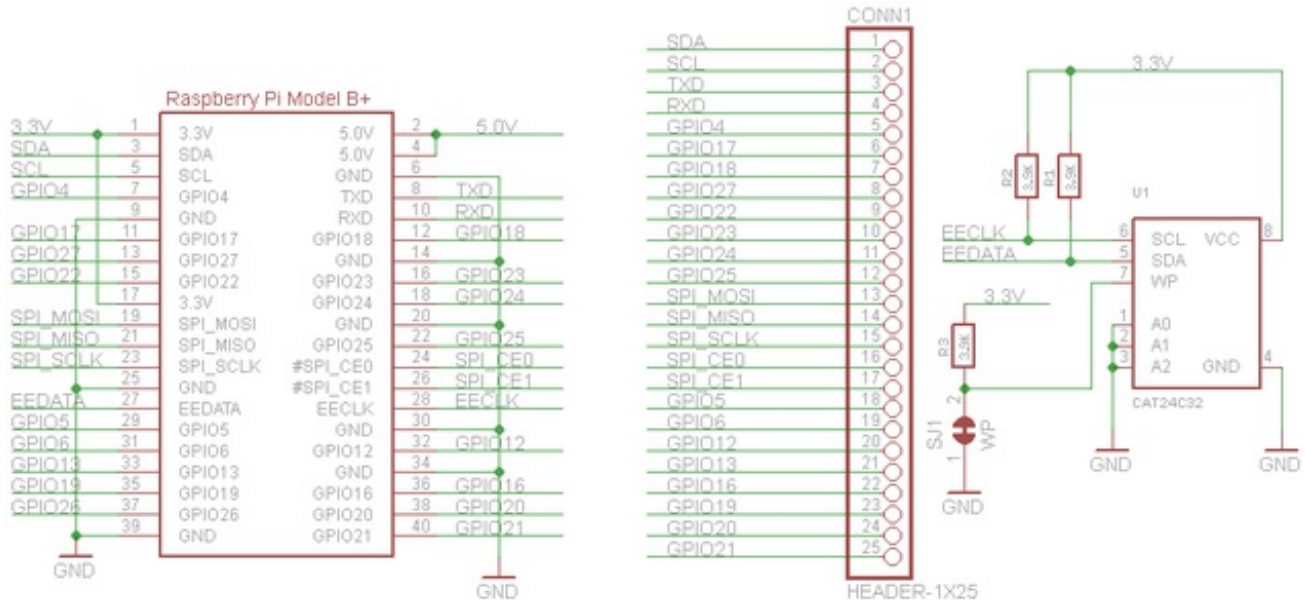 Raspberry Pi Model B+
3.3V 1 3.3V 5.0V 2 5.0V
SDA 3 SDA 5.0V 4
SCL 5 SCL GND 6
GPIO4 7 GPIO4 TXD 8 TXD
9 GND RXD 10 RXD
GPIO17 11 GPIO17 GPIO18 12 GPIO18
GPIO27 13 GPIO27 GND 14
GPIO22 15 GPIO22 GPIO23 16 GPIO23
17 3.3V GPIO24 18 GPIO24
SPI_MOSI 19 SPI_MOSI GND 20
SPI_MISO 21 SPI_MISO GPIO25 22 GPIO25
SPI_SCLK 23 SPI_SCLK #SPI_CE0 24 SPI_CE0
25 GND #SPI_CE1 26 SPI_CE1
EEDATA 27 EEDATA EECLK 28 EECLK
GPIO5 29 GPIO5 GND 30
GPIO6 31 GPIO6 GPIO12 32 GPIO12
GPIO13 33 GPIO13 GND 34
GPIO19 35 GPIO19 GPIO16 36 GPIO16
GPIO26 37 GPIO26 GPIO20 38 GPIO20
39 GND GPIO21 40 GPIO21
GND
GND
CONN1
SDA 1
SCL 2
TXD 3
RXD 4
GPIO4 5
GPIO17 6
GPIO18 7
GPIO27 8
GPIO22 9
GPIO23 10
GPIO24 11
GPIO25 12
SPI_MOSI 13
SPI_MISO 14
SPI_SCLK 15
SPI_CE0 16
SPI_CE1 17
GPIO5 18
GPIO6 19
GPIO12 20
GPIO13 21
GPIO16 22
GPIO19 23
GPIO20 24
GPIO21 25
HEADER-1X25
3.3V
R2 3.9K
R1 3.9K
U1
EECLK 6 SCL VCC 8
EEDATA 5 SDA
7 WP
1 A0
2 A1
3 A2 GND 4
CAT24C32
3.3V
R3 3.9K
2
SJ1 WP
1
GND
GND
GND